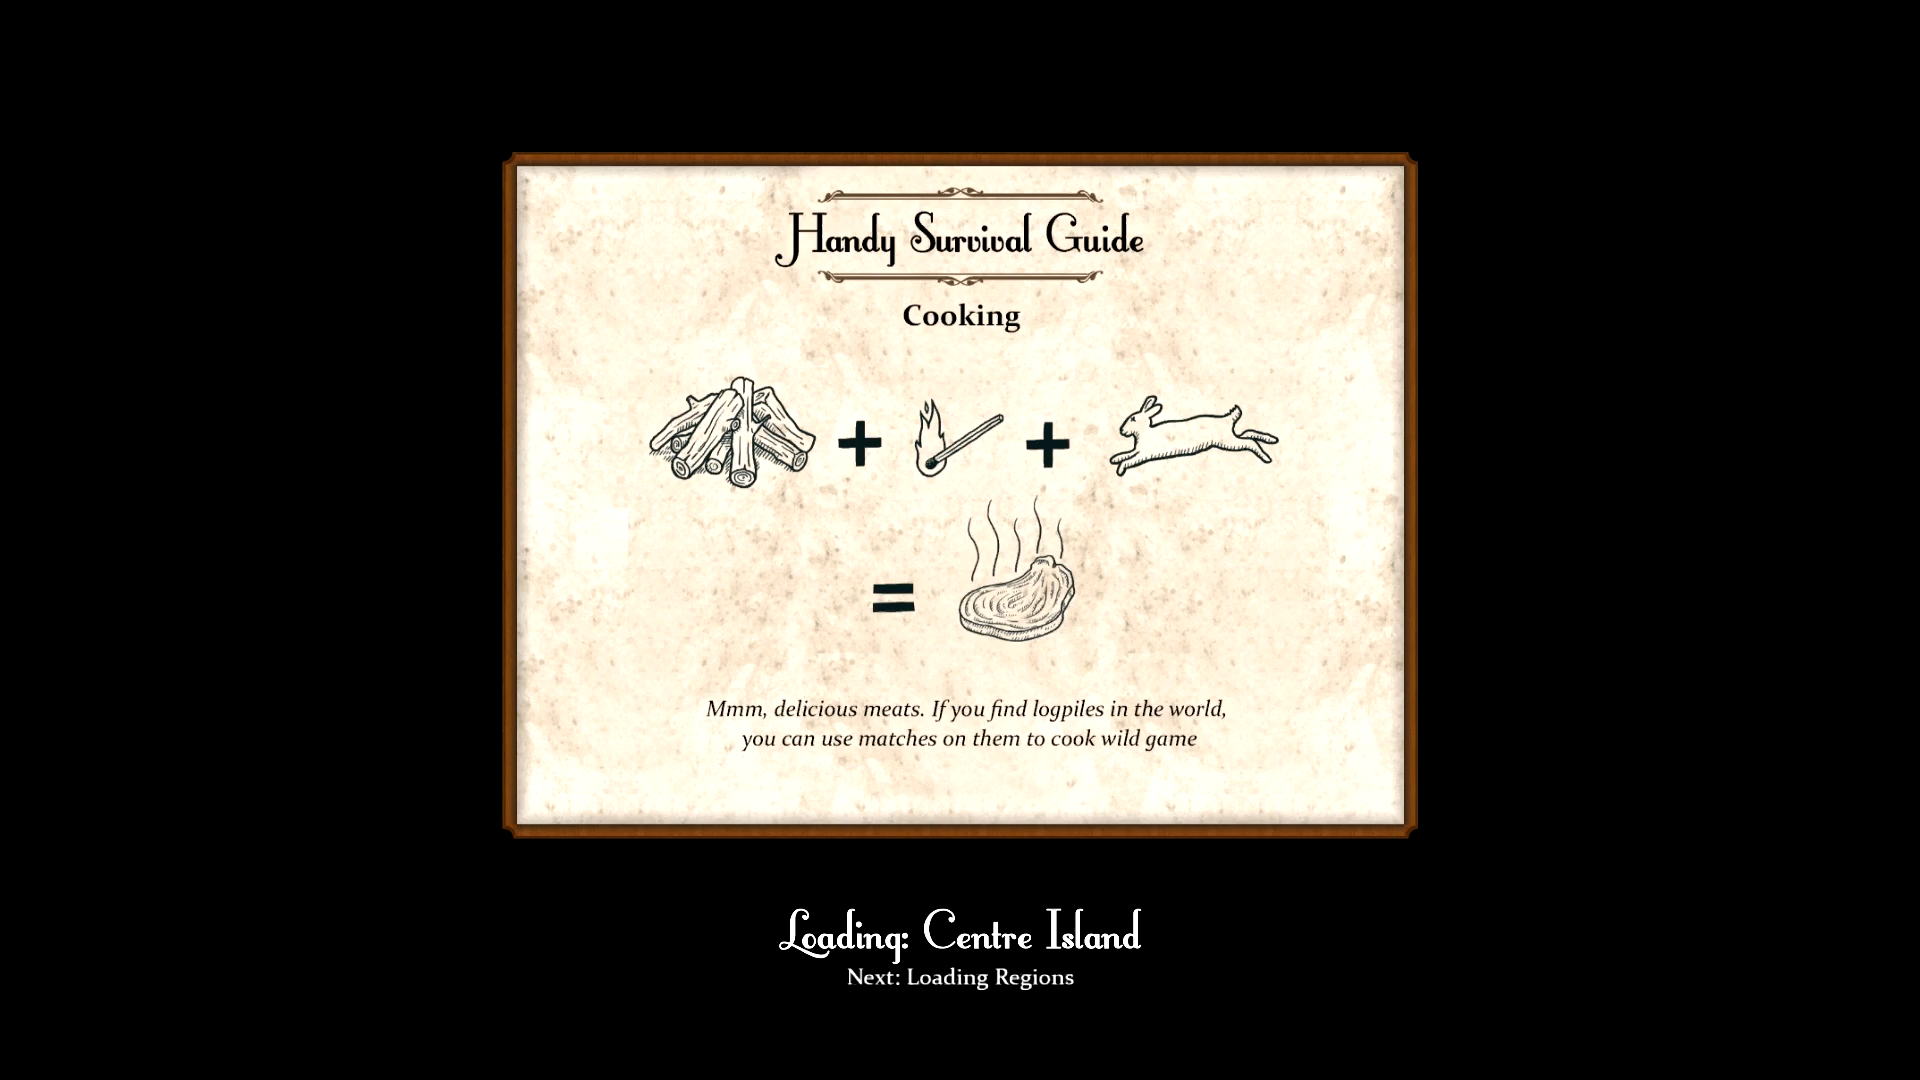 Handy Survival Guide
Cooking
+ +
=
Mmm, delicious meats. If you find logpiles in the world,
you can use matches on them to cook wild game
Loading: Centre Island
Next: Loading Regions